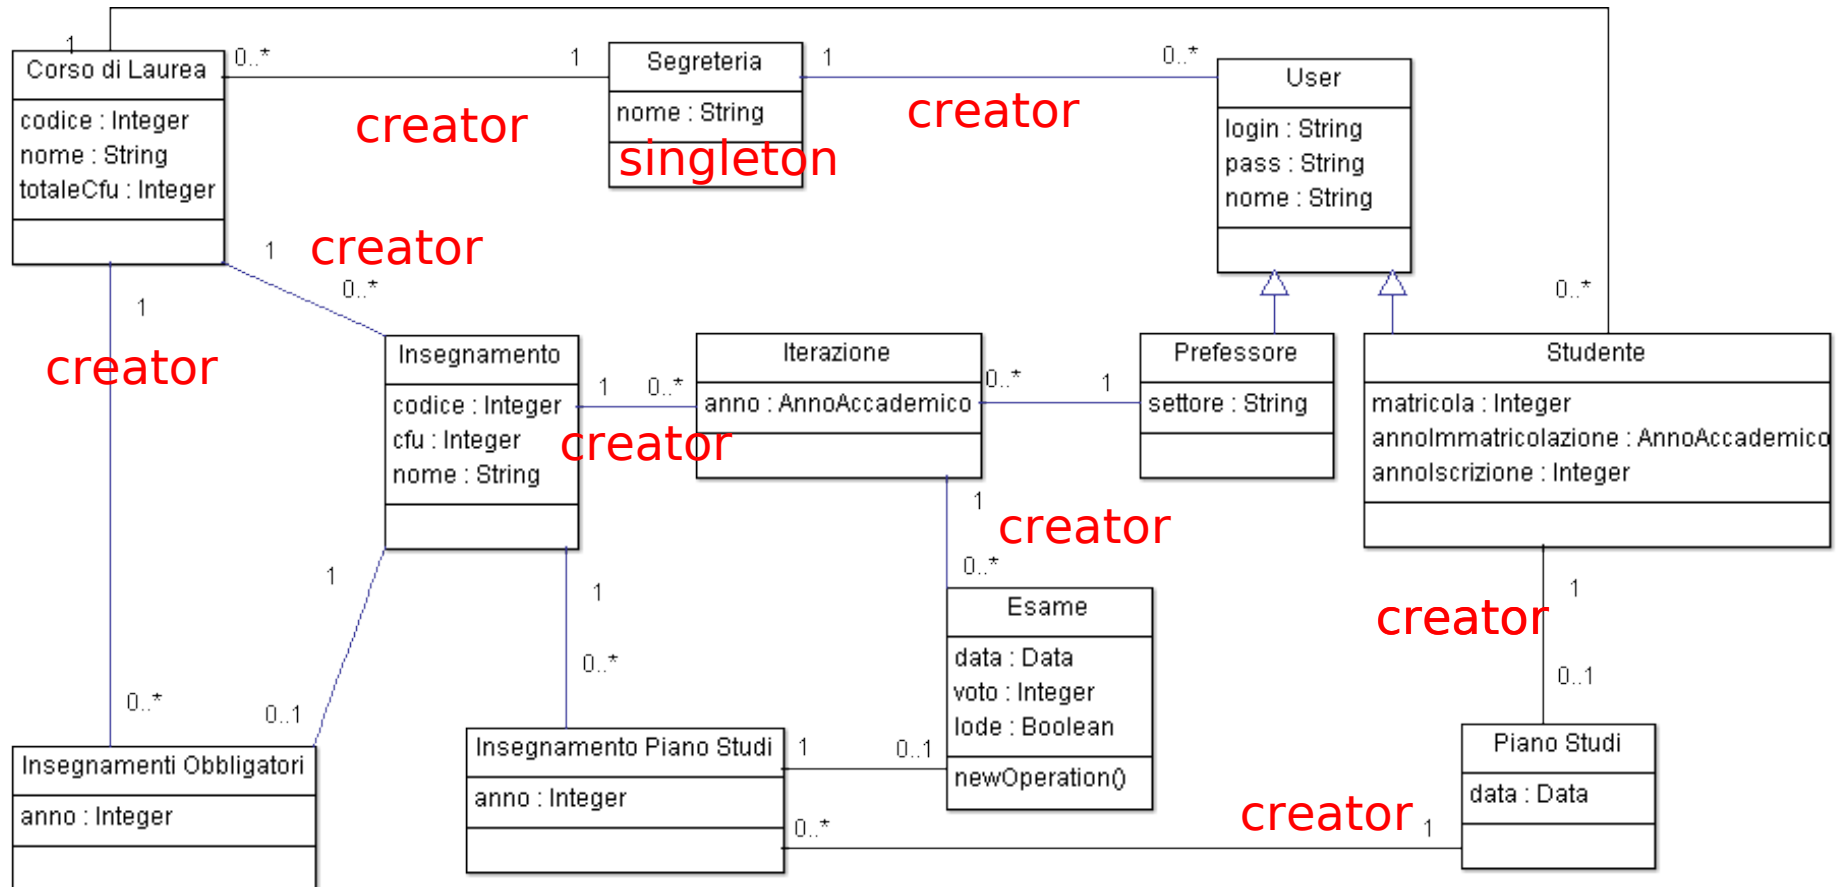 1
Corso di Laurea
codice : Integer
nome : String
totaleCfu : Integer
0..*
1
creator
Segreteria
nome : String
singleton
1
0..*
creator
User
login : String
pass : String
nome : String
1
creator
0..*
1
creator
0..*
Insegnamento
codice : Integer
cfu : Integer
nome : String
1
0..*
creator
Iterazione
anno : AnnoAccademico
0..*
1
Prefessore
settore : String
Studente
matricola : Integer
annoImmatricolazione : AnnoAccademico
annoIscrizione : Integer
1
creator
0..*
Esame
data : Data
voto : Integer
lode : Boolean
newOperation()
1
creator
0..1
1
0..1
1
0..*
0..*
Insegnamenti Obbligatori
anno : Integer
Insegnamento Piano Studi
anno : Integer
1
0..1
0..*
creator
1
Piano Studi
data : Data